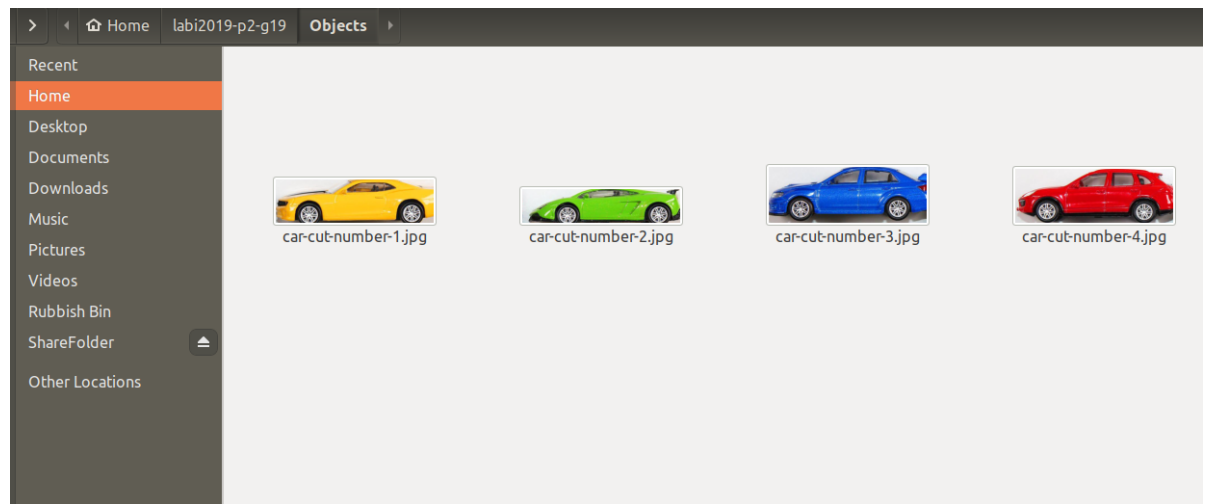 Home labi2019-p2-g19 Objects
Recent
Home
Desktop
Documents
Downloads
Music
Pictures
Videos
Rubbish Bin
ShareFolder
Other Locations
car-cut-number-1.jpg car-cut-number-2.jpg car-cut-number-3.jpg car-cut-number-4.jpg